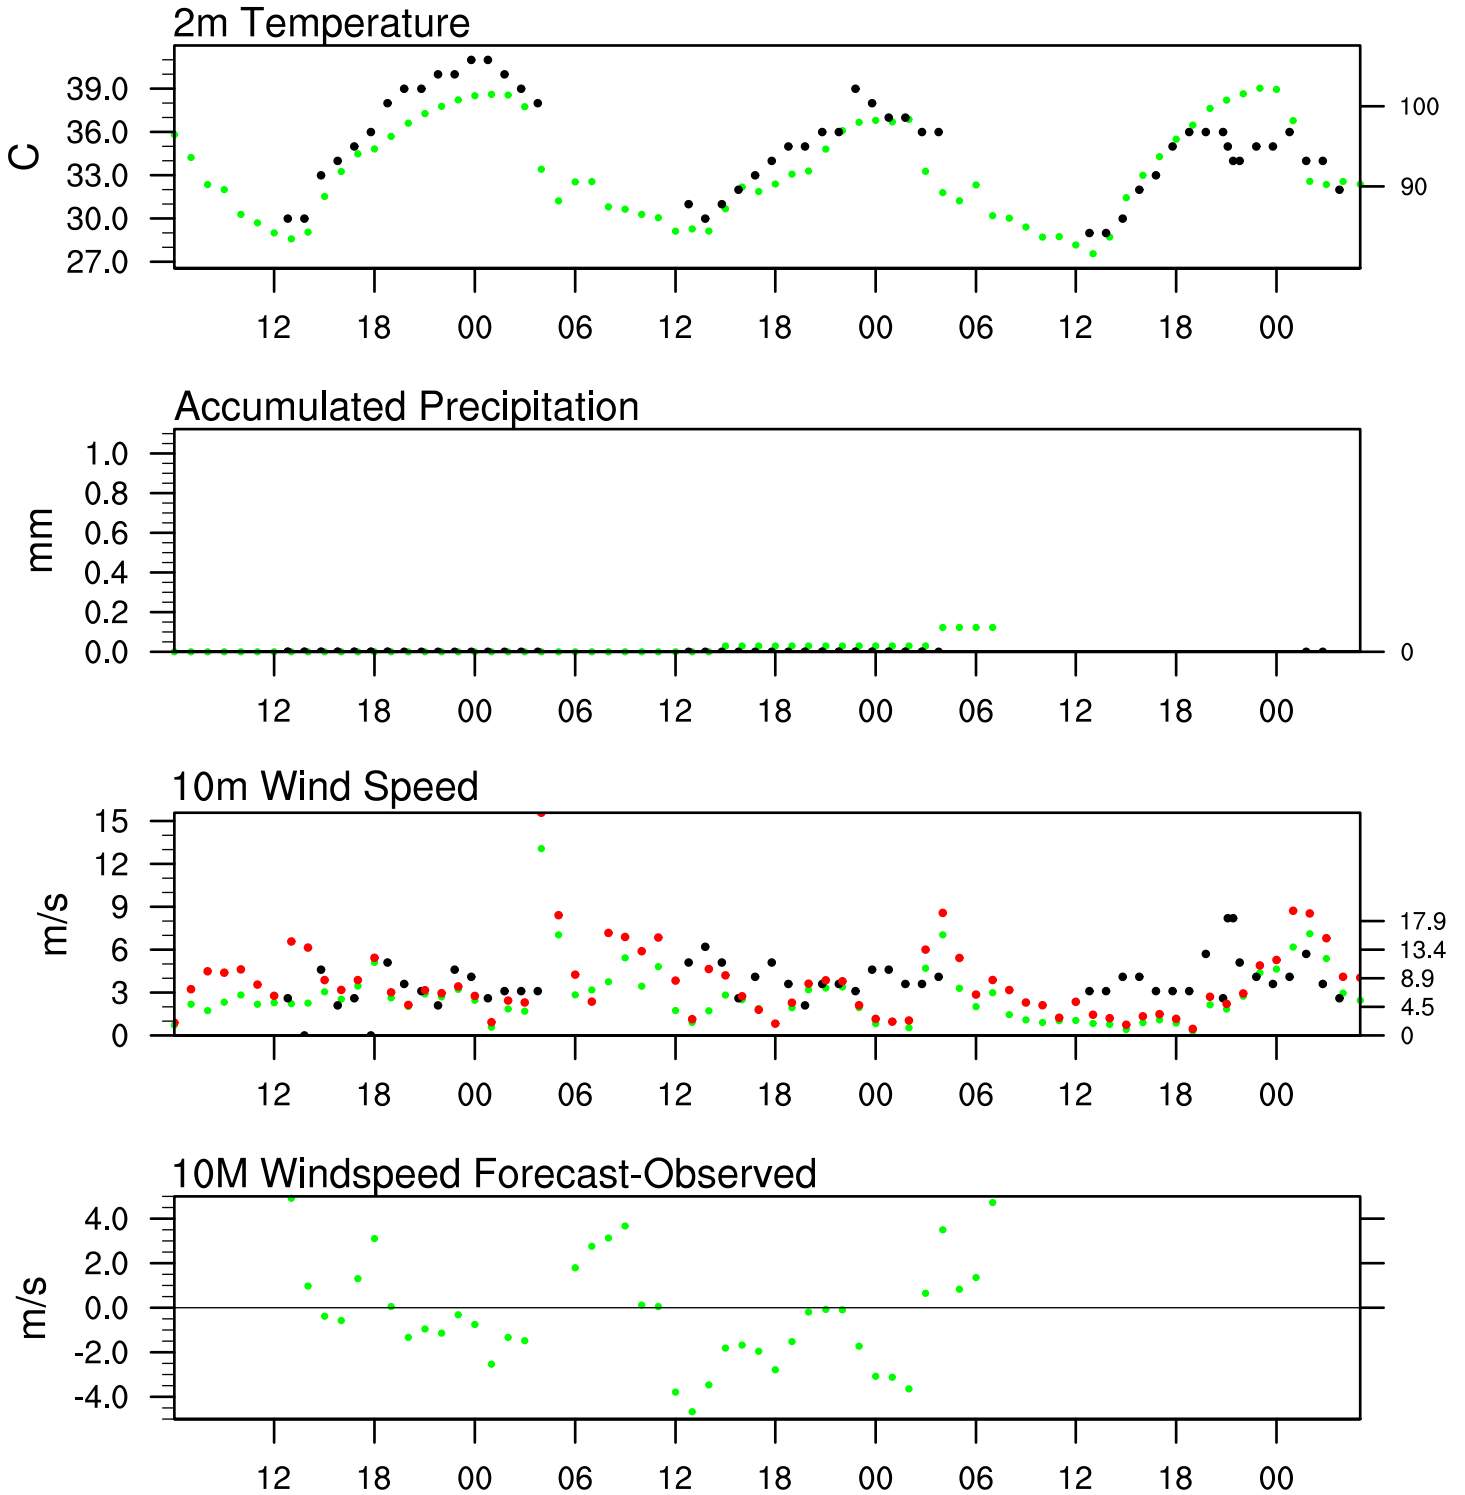 2m Temperature
39.0
36.0
33.0
30.0
27.0
C
100
90
12 18 00 06 12 18 00 06 12 18 00
Accumulated Precipitation
1.0
0.8
0.6
0.4
0.2
0.0
mm
0
12 18 00 06 12 18 00 06 12 18 00
10m Wind Speed
15
12
9
6
3
0
m/s
17.9
13.4
8.9
4.5
0
12 18 00 06 12 18 00 06 12 18 00
10M Windspeed Forecast-Observed
4.0
2.0
0.0
-2.0
-4.0
m/s
12 18 00 06 12 18 00 06 12 18 00